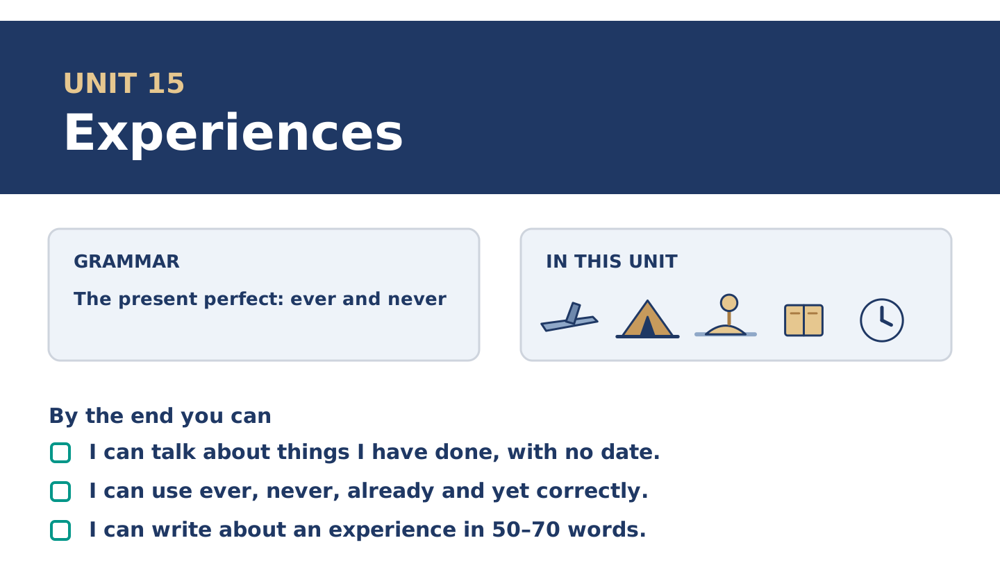 UNIT 15
Experiences
GRAMMAR
The present perfect: ever and never
IN THIS UNIT
By the end you can
I can talk about things I have done, with no date.
I can use ever, never, already and yet correctly.
I can write about an experience in 50–70 words.